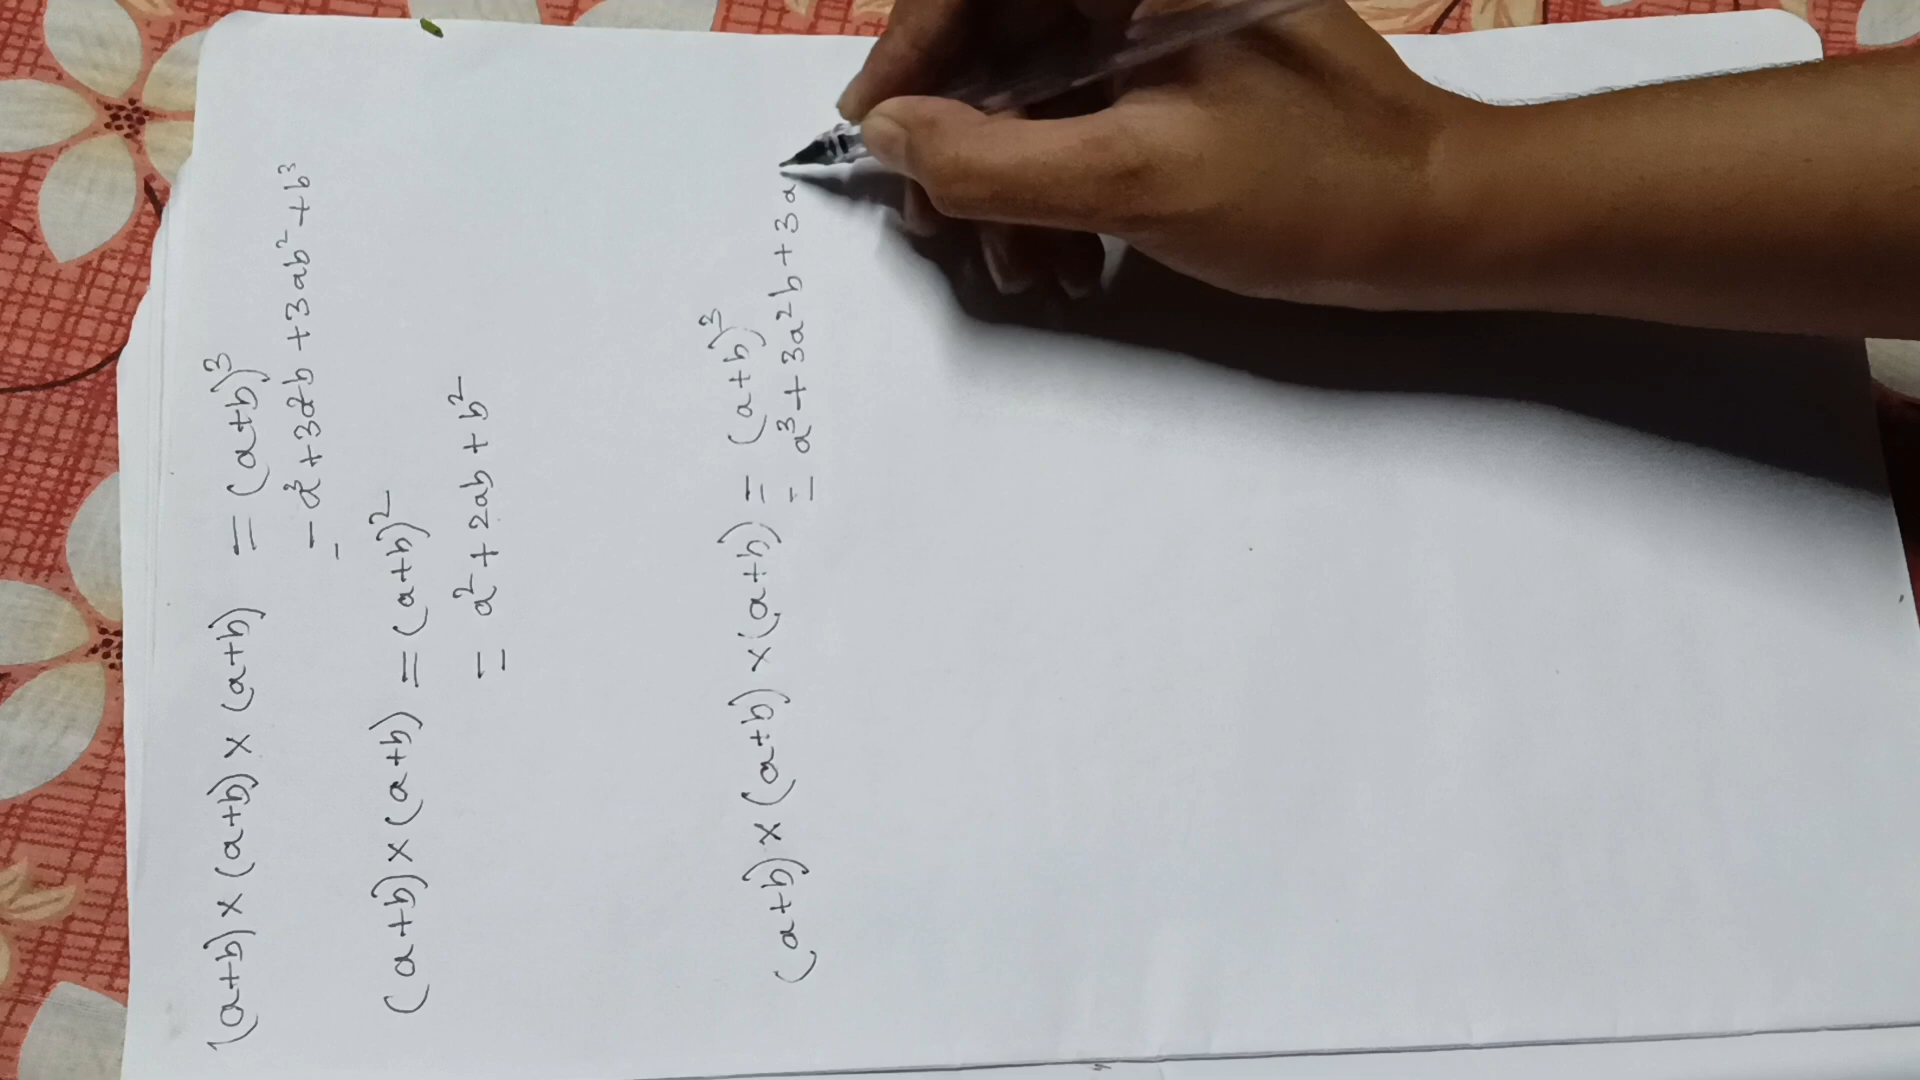 (a+b)×(a+b)×(a+b) = (a+b)³
= a³+3a²b+3ab²+b³
(a+b)×(a+b) = (a+b)²
= a²+2ab+b²
(a+b)×(a+b)×(a+b) = (a+b)³
= a³+3a²b+3a